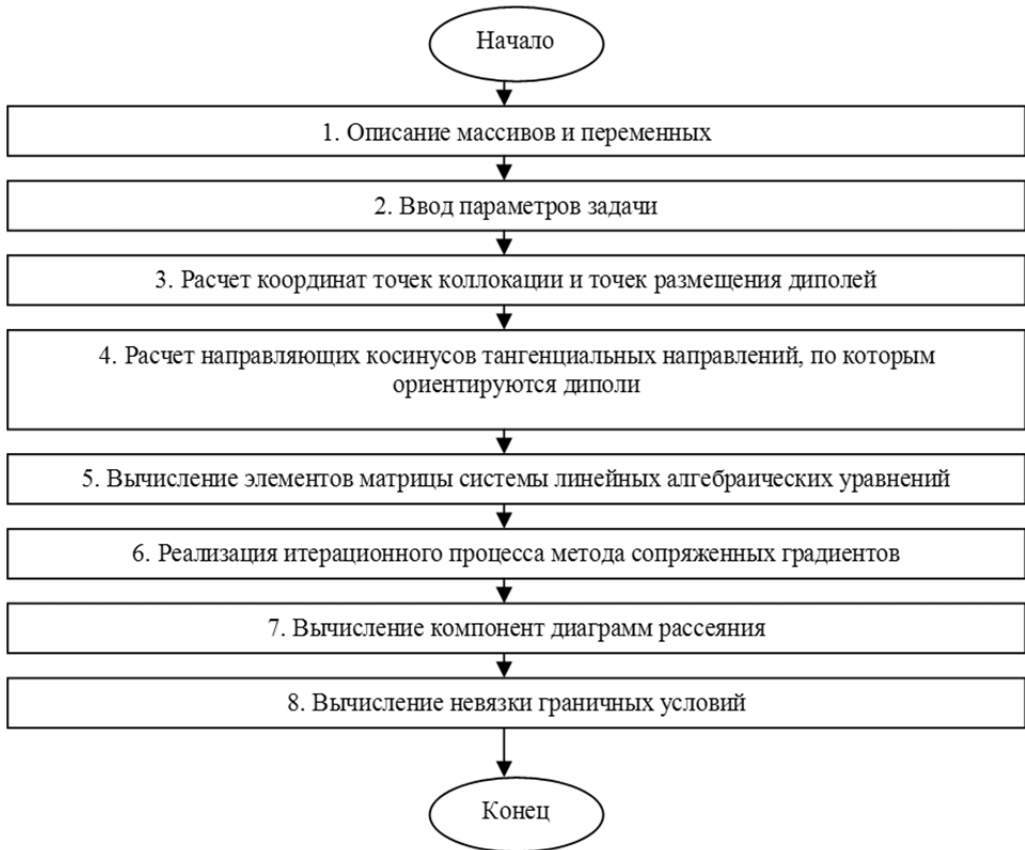 Начало
1. Описание массивов и переменных
2. Ввод параметров задачи
3. Расчет координат точек коллокации и точек размещения диполей
4. Расчет направляющих косинусов тангенциальных направлений, по которым
ориентируются диполи
5. Вычисление элементов матрицы системы линейных алгебраических уравнений
6. Реализация итерационного процесса метода сопряженных градиентов
7. Вычисление компонент диаграмм рассеяния
8. Вычисление невязки граничных условий
Конец